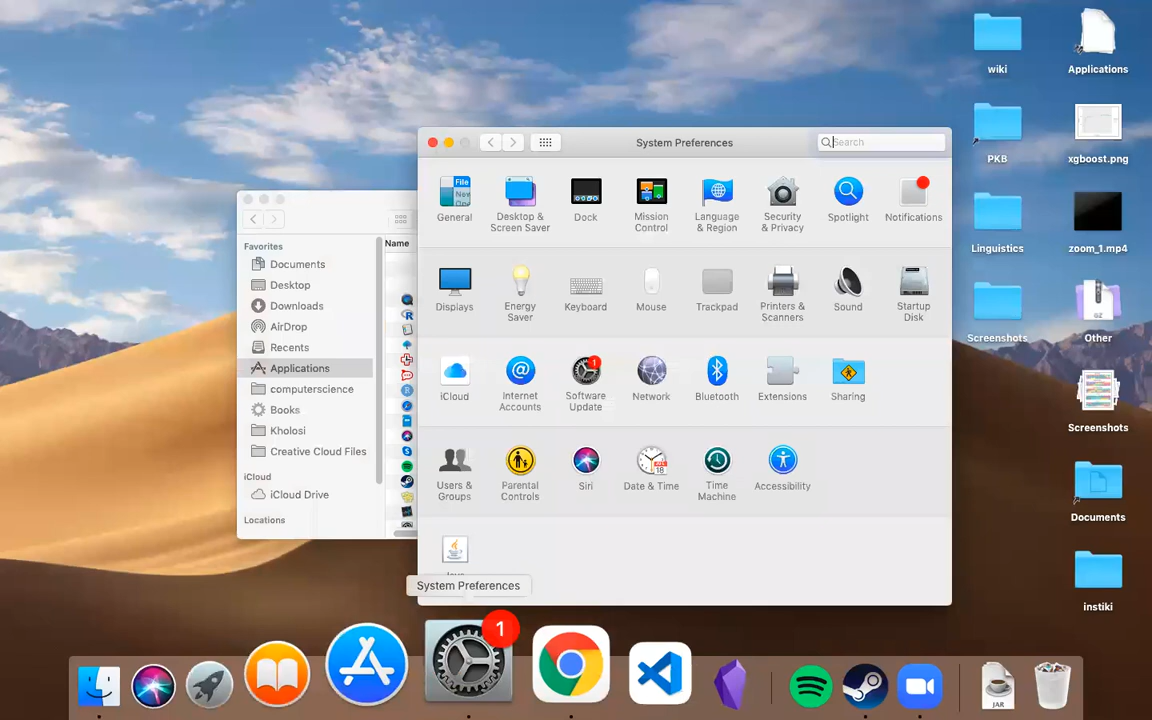 System Preferences
Search
General
Desktop &
Screen Saver
Dock
Mission
Control
Language
& Region
Security
& Privacy
Spotlight
Notifications
Displays
Energy
Saver
Keyboard
Mouse
Trackpad
Printers &
Scanners
Sound
Startup
Disk
iCloud
Internet
Accounts
1
Software
Update
Network
Bluetooth
Extensions
Sharing
Users &
Groups
Parental
Controls
Siri
Date & Time
Time
Machine
Accessibility
System Preferences
Name
Favorites
Documents
Desktop
Downloads
AirDrop
Recents
Applications
computerscience
Books
Kholosi
Creative Cloud Files
iCloud
iCloud Drive
Locations
wiki
Applications
PKB
xgboost.png
Linguistics
zoom_1.mp4
Screenshots
Other
Screenshots
Documents
instiki
1
JAR